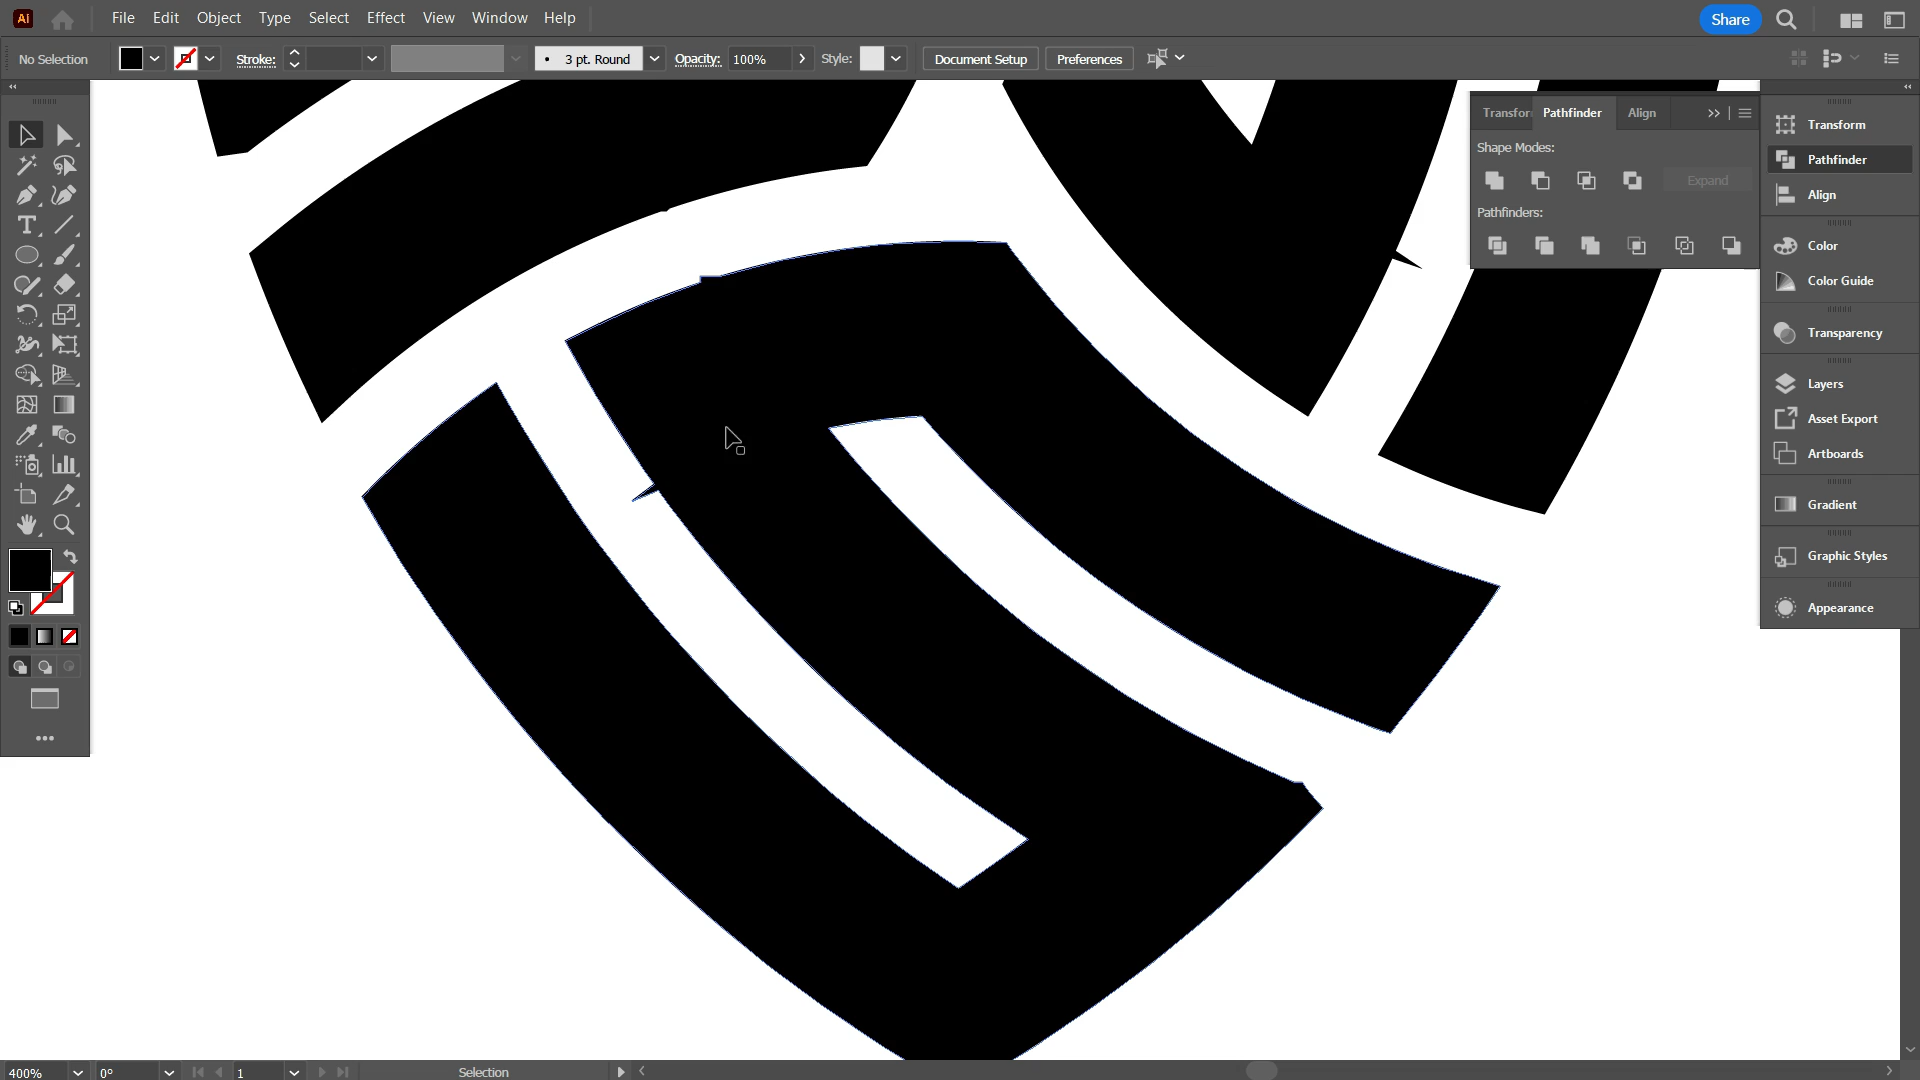 Ai File Edit Object Type Select Effect View Window Help Share
No Selection Stroke: 3 pt. Round Opacity: 100% Style: Document Setup Preferences
Transfor Pathfinder Align
Shape Modes:
Expand
Pathfinders:
Transform
Pathfinder
Align
Color
Color Guide
Transparency
Layers
Asset Export
Artboards
Gradient
Graphic Styles
Appearance
400% 0° 1 Selection